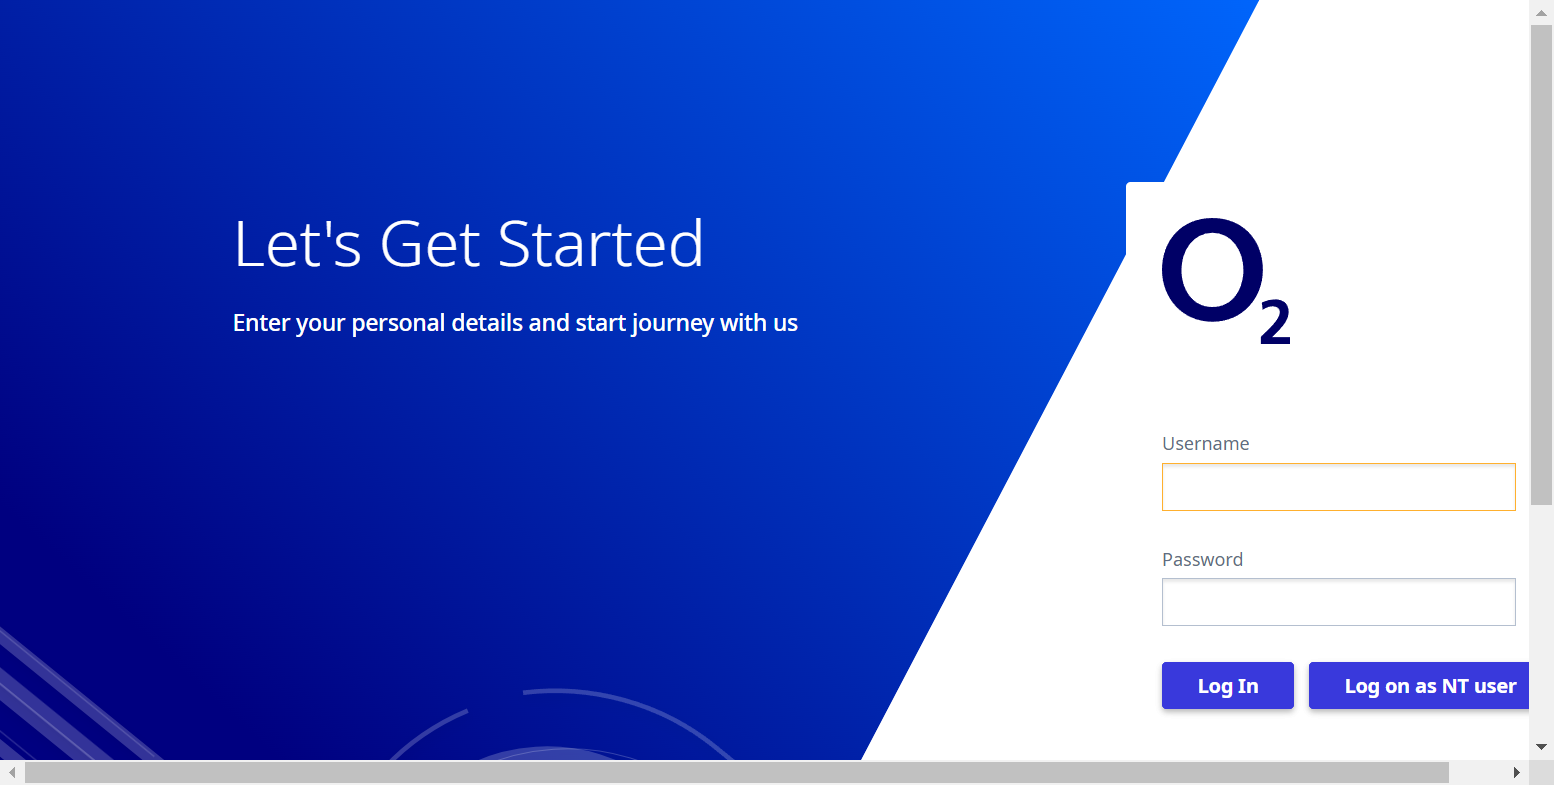 Let's Get Started
Enter your personal details and start journey with us
O2
Username
Password
Log In
Log on as NT user